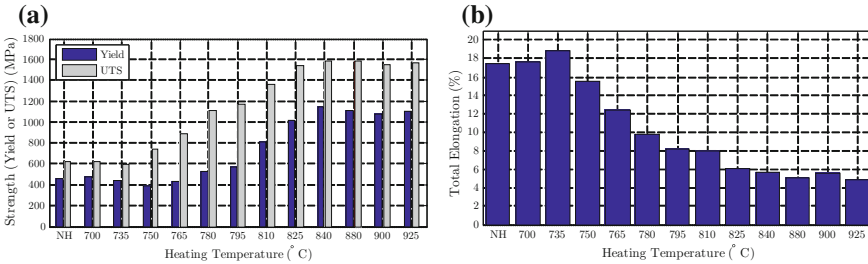 (a)
Strength (Yield or UTS) (MPa)
1800
1600
1400
1200
1000
800
600
400
200
0
Yield
UTS
NH 700 735 750 765 780 795 810 825 840 880 900 925
Heating Temperature (° C)
(b)
Total Elongation (%)
20
18
16
14
12
10
8
6
4
2
0
NH 700 735 750 765 780 795 810 825 840 880 900 925
Heating Temperature (° C)